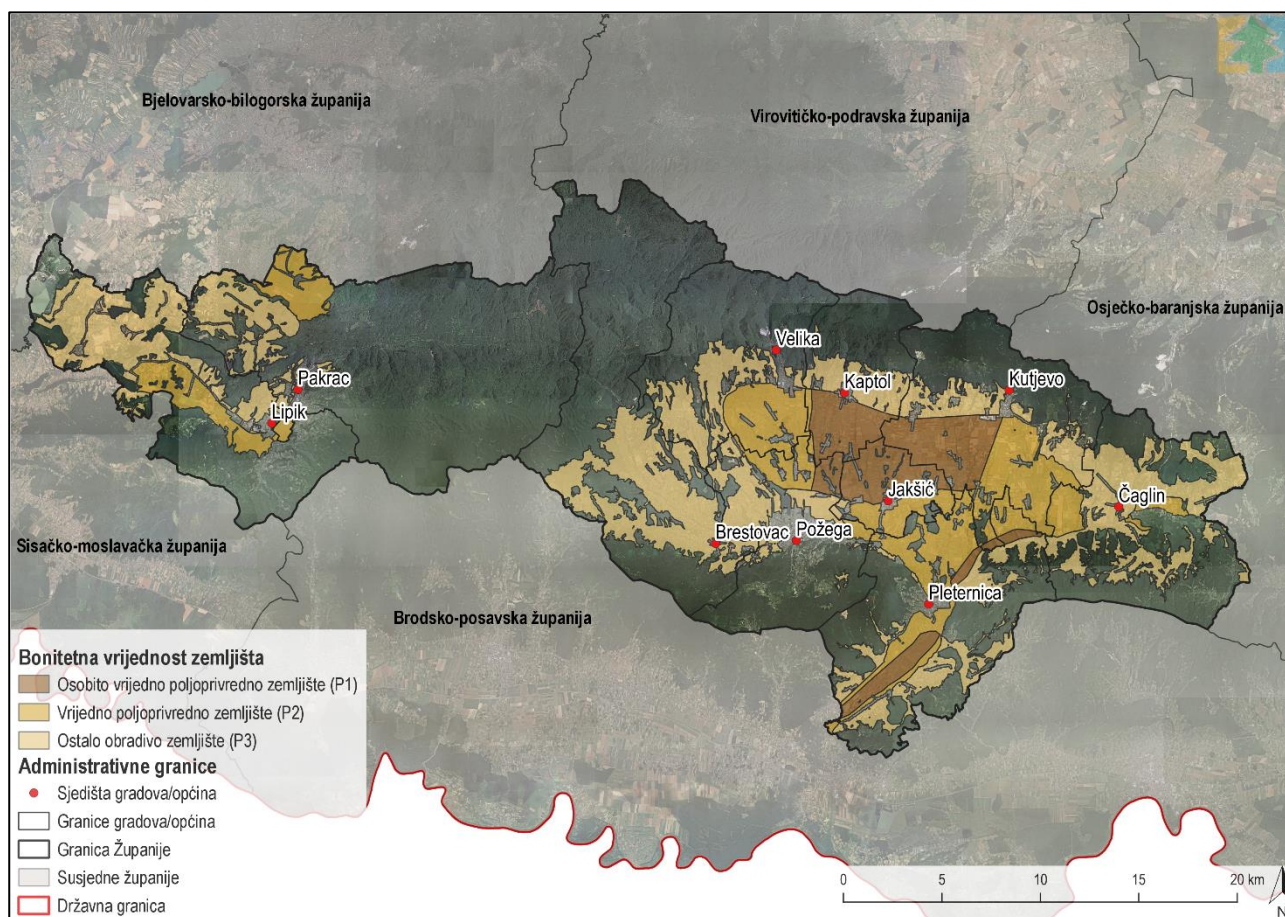 Bjelovarsko-bilogorska županija
Virovitičko-podravska županija
Osječko-baranjska županija
Velika
Kaptol
Kutjevo
Pakrac
Lipik
Jakšić
Čaglin
Brestovac
Požega
Sisačko-moslavačka županija
Pleternica
Brodsko-posavska županija
Bonitetna vrijednost zemljišta
Osobito vrijedno poljoprivredno zemljište (P1)
Vrijedno poljoprivredno zemljište (P2)
Ostalo obradivo zemljište (P3)
Administrativne granice
Sjedišta gradova/općina
Granice gradova/općina
Granica Županije
Susjedne županije
Državna granica
0 5 10 15 20 km
N